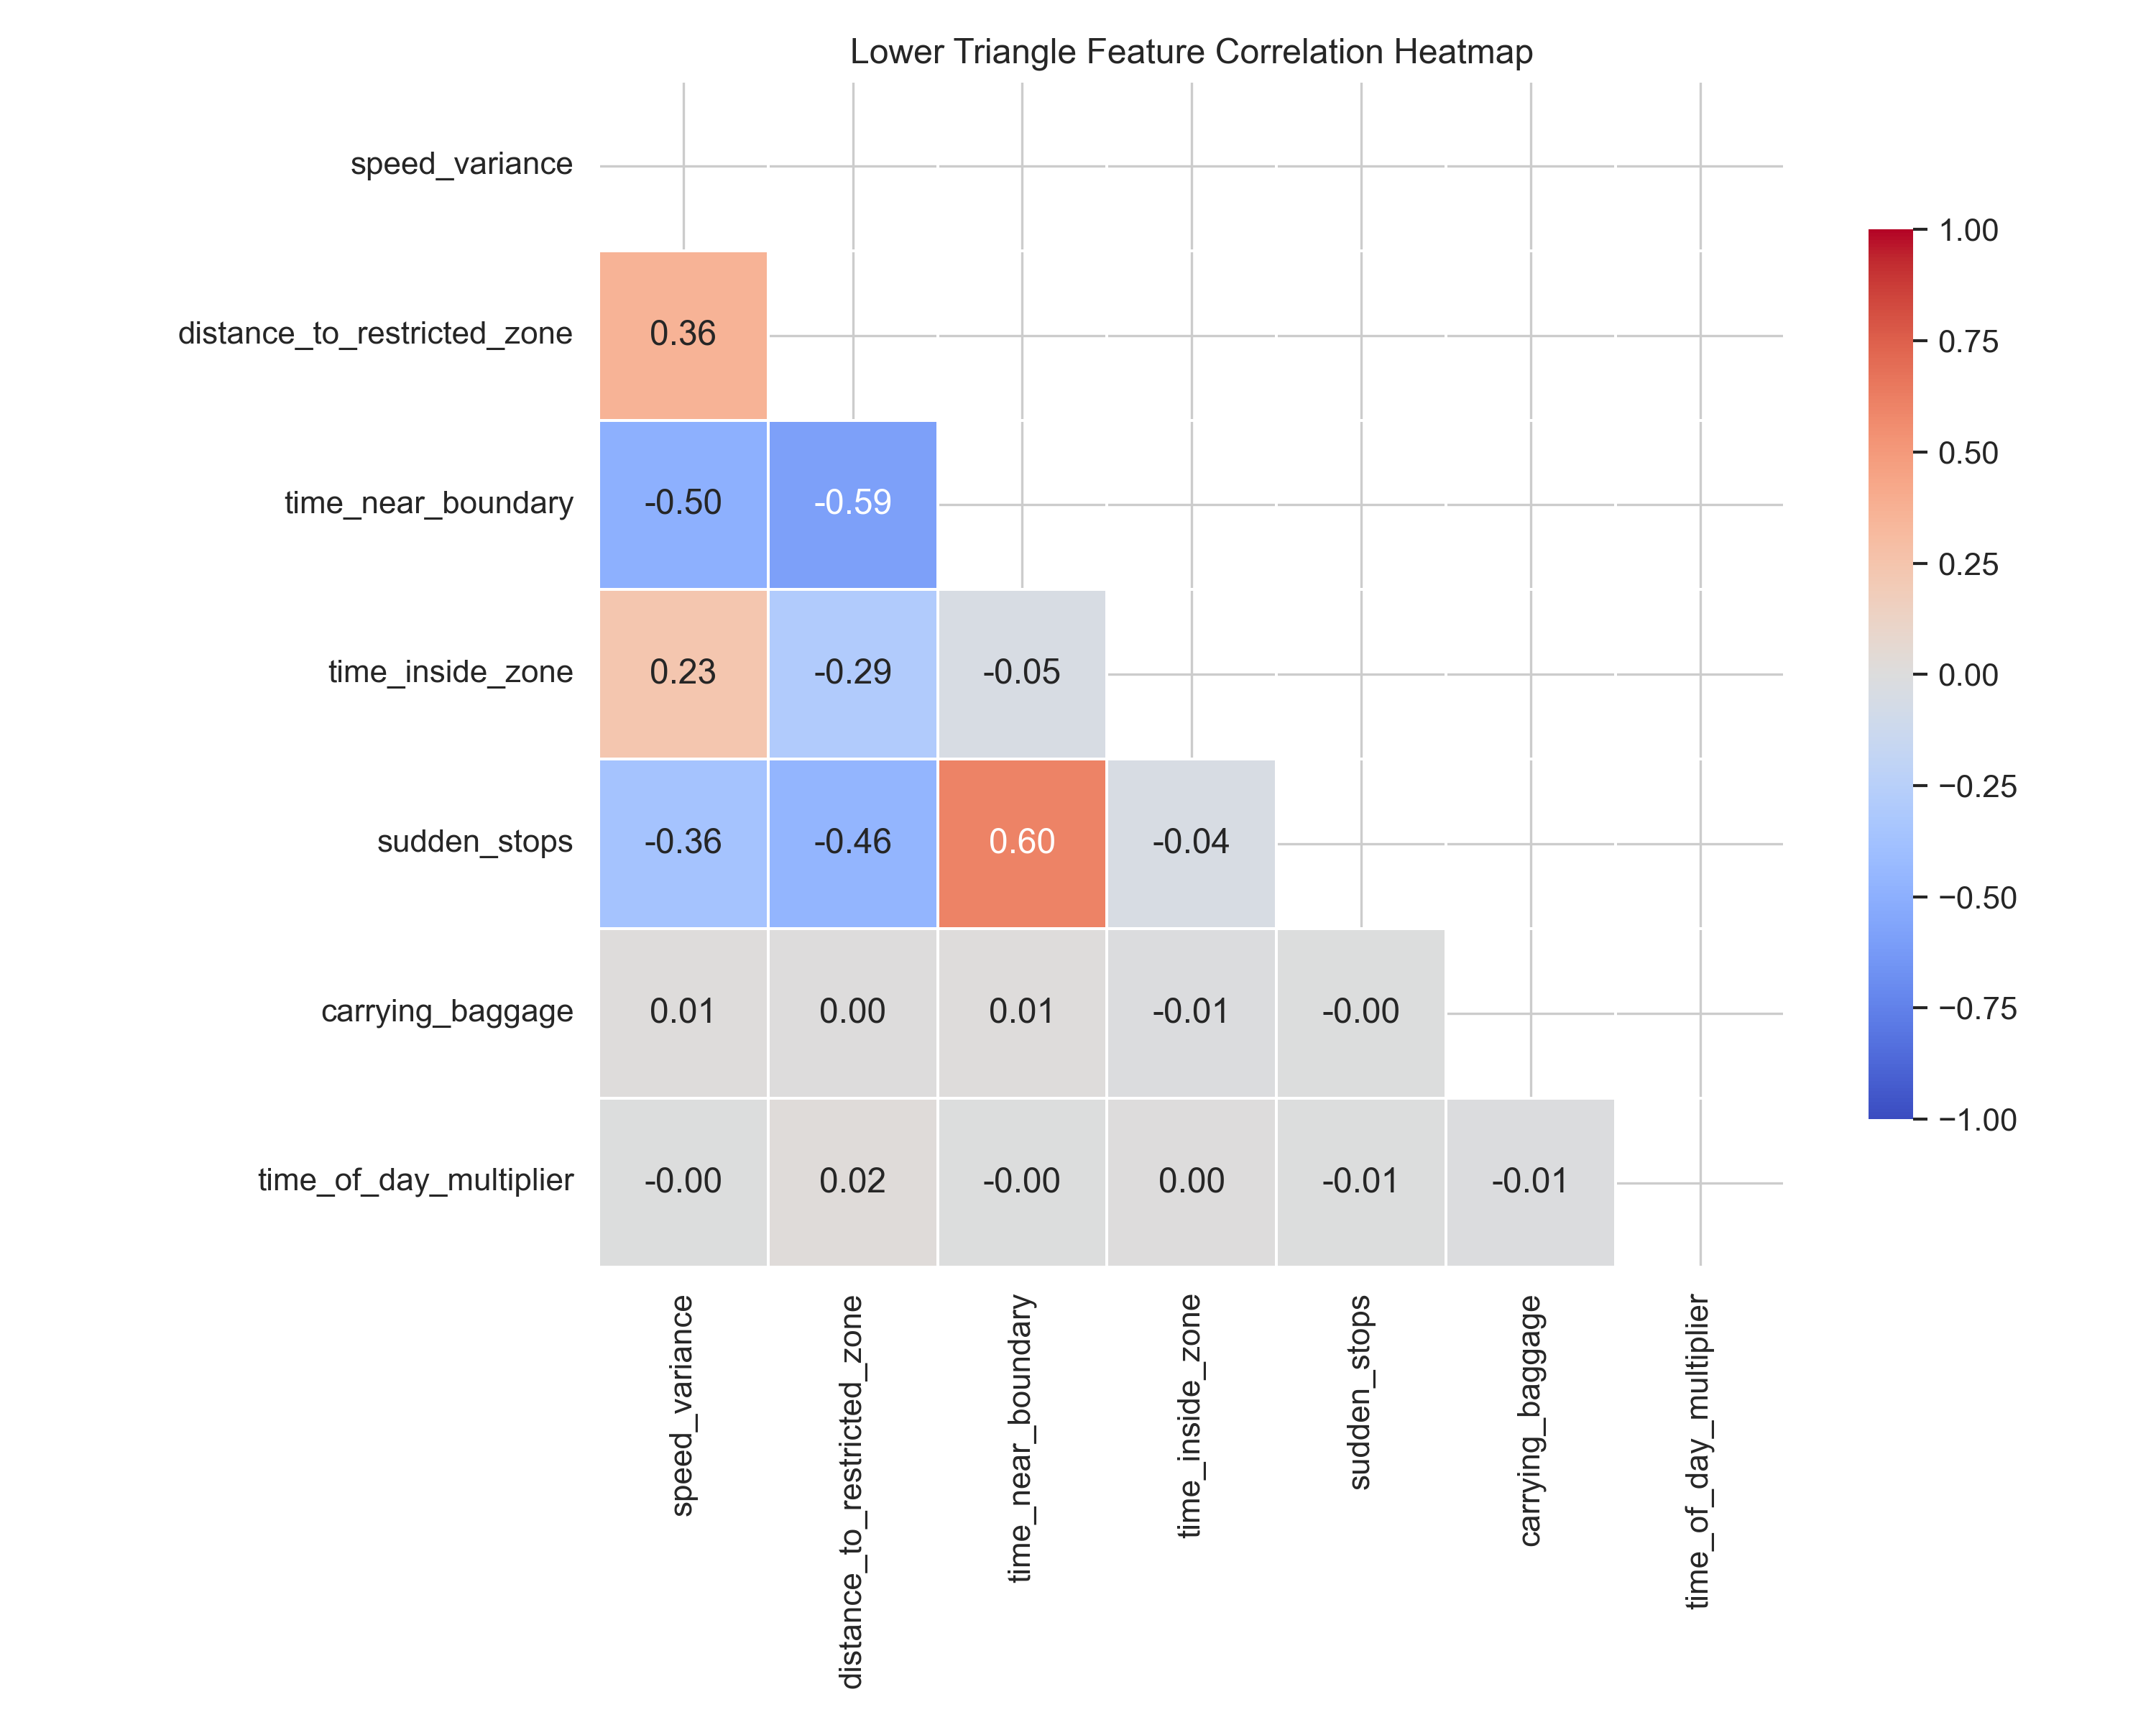 Lower Triangle Feature Correlation Heatmap
speed_variance
distance_to_restricted_zone 0.36
time_near_boundary -0.50 -0.59
time_inside_zone 0.23 -0.29 -0.05
sudden_stops -0.36 -0.46 0.60 -0.04
carrying_baggage 0.01 0.00 0.01 -0.01 -0.00
time_of_day_multiplier -0.00 0.02 -0.00 0.00 -0.01 -0.01
speed_variance
distance_to_restricted_zone
time_near_boundary
time_inside_zone
sudden_stops
carrying_baggage
time_of_day_multiplier
1.00
0.75
0.50
0.25
0.00
−0.25
−0.50
−0.75
−1.00